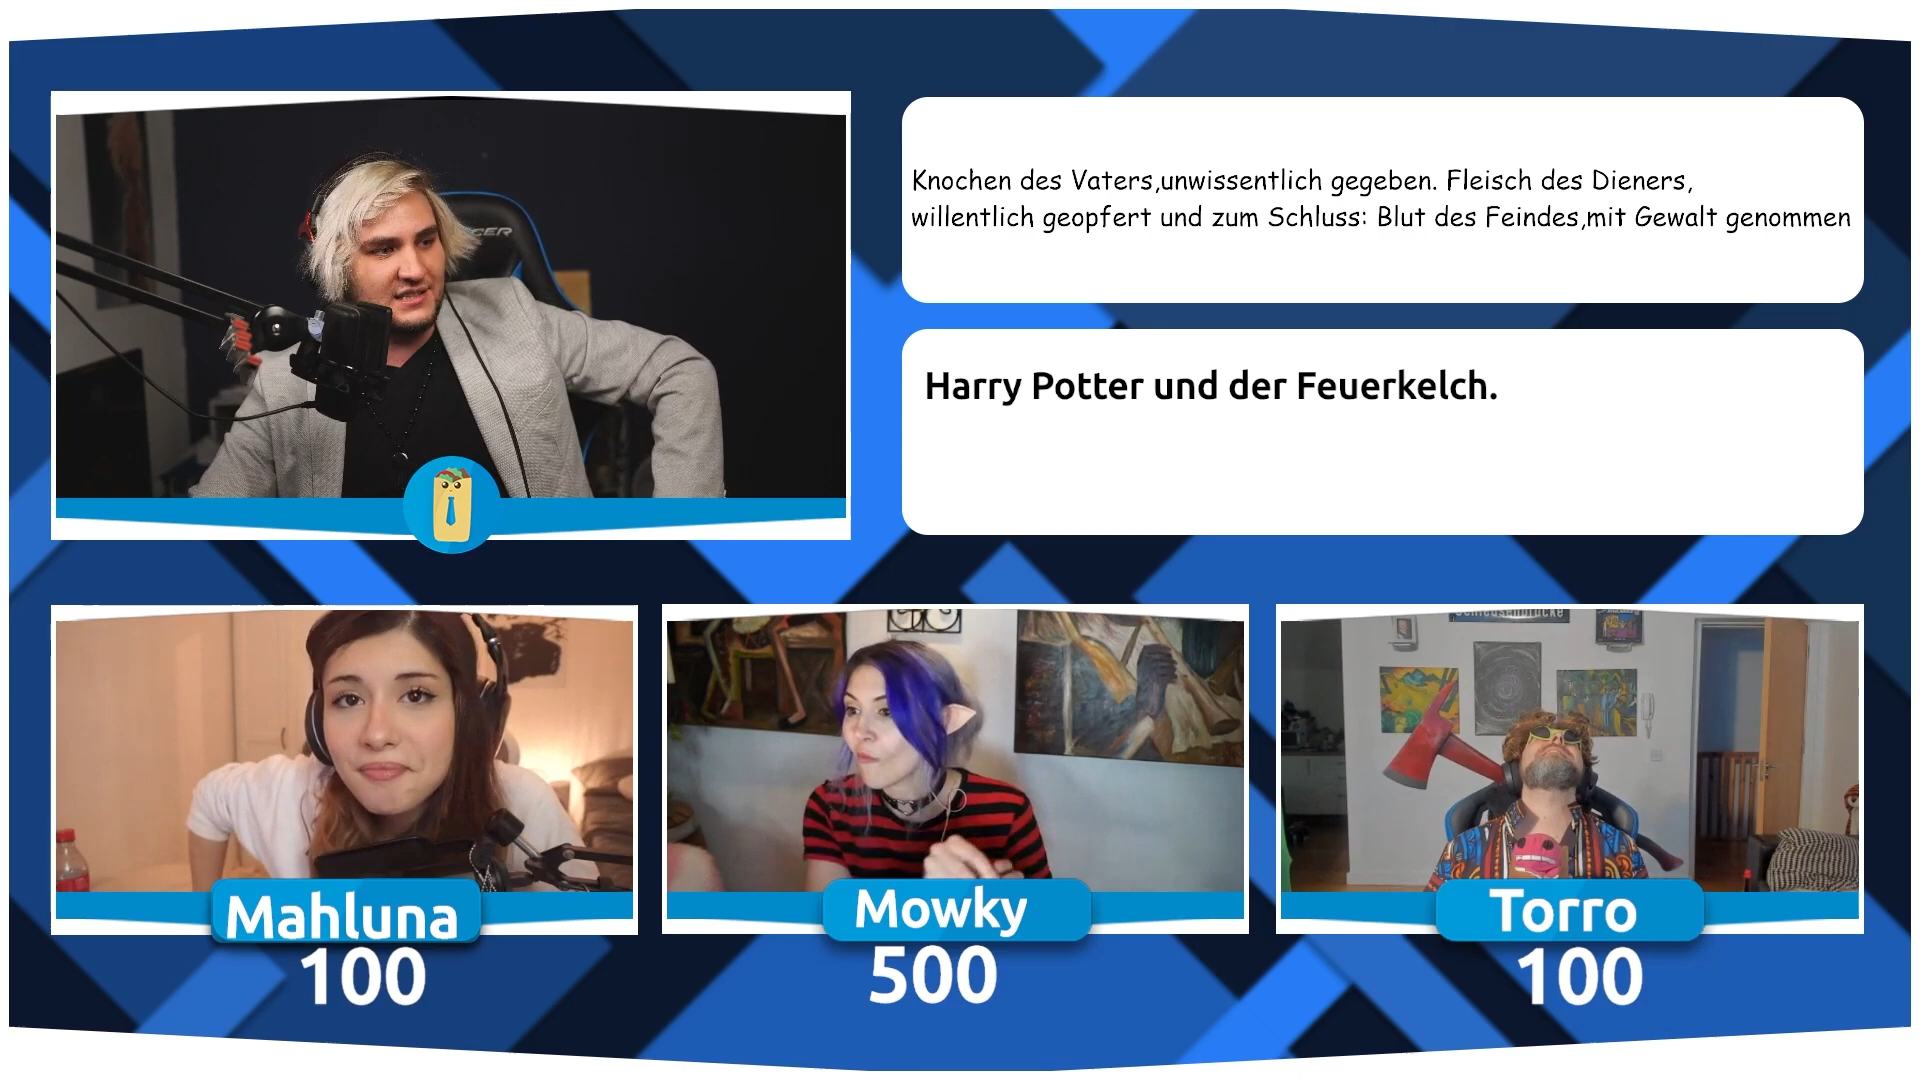 Knochen des Vaters,unwissentlich gegeben. Fleisch des Dieners,
willentlich geopfert und zum Schluss: Blut des Feindes,mit Gewalt genommen
Harry Potter und der Feuerkelch.
Mahluna
100
Mowky
500
Torro
100